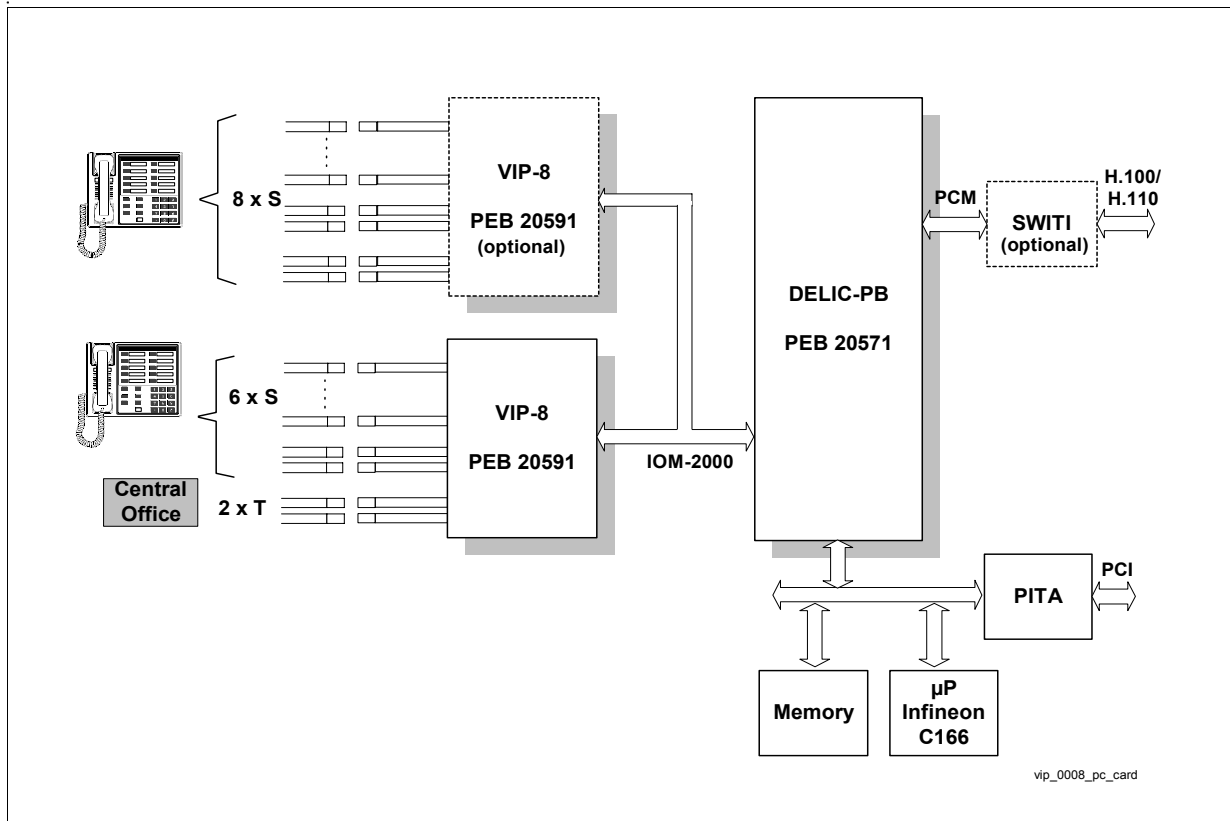 VIP-8
PEB 20591
(optional)
8 x S
PCM
SWITI
(optional)
H.100/
H.110
DELIC-PB
PEB 20571
6 x S
VIP-8
PEB 20591
IOM-2000
Central
Office
2 x T
PITA
PCI
Memory
µP
Infineon
C166
vip_0008_pc_card